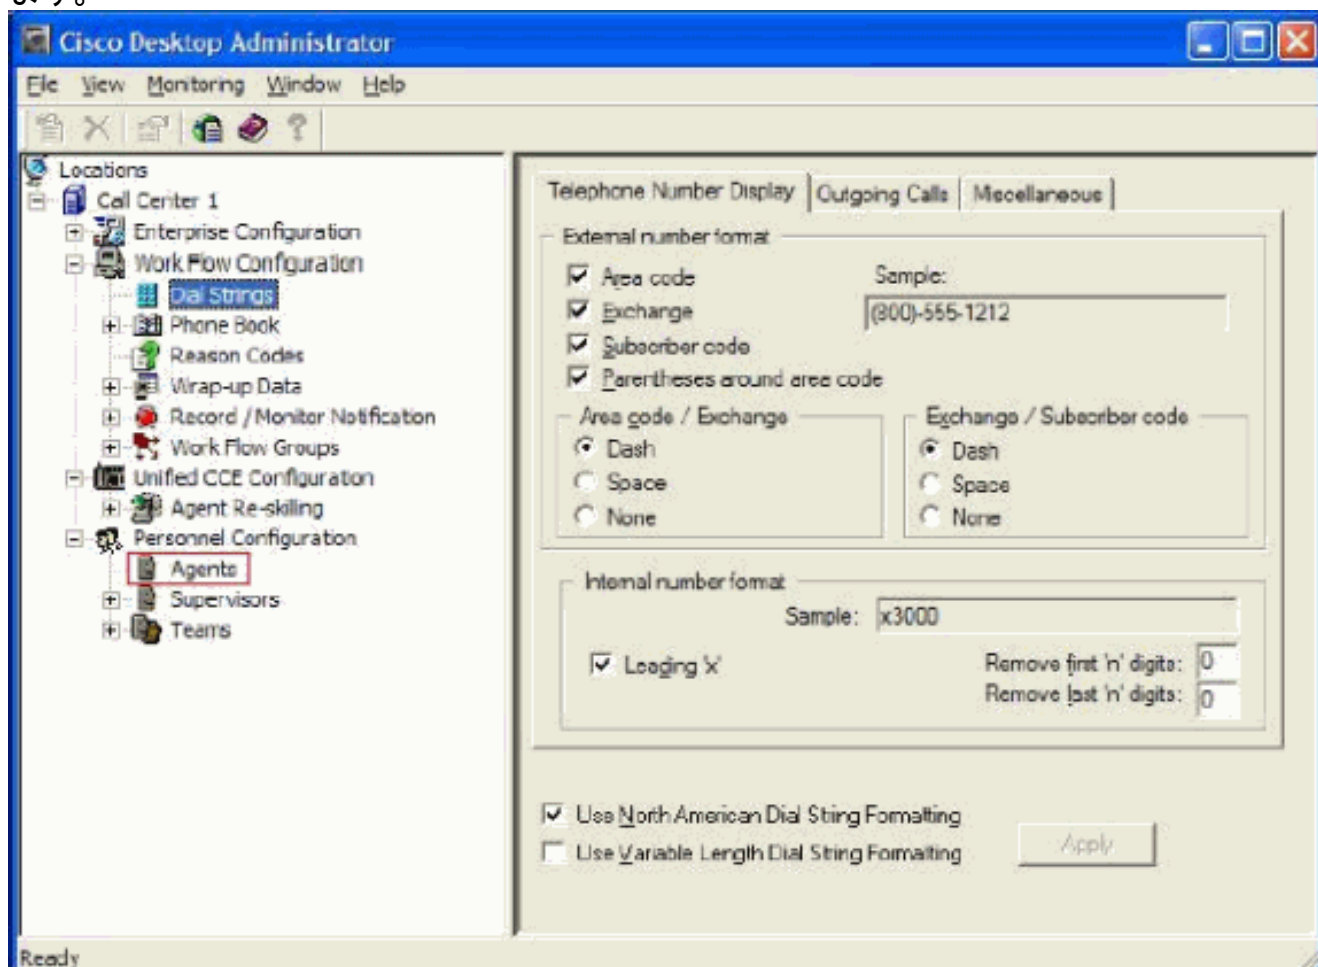 ます。
Cisco Desktop Administrator
File View Monitoring Window Help
Locations
Call Center 1
Enterprise Configuration
Work Flow Configuration
Dial Strings
Phone Book
Reason Codes
Wrap-up Data
Record / Monitor Notification
Work Flow Groups
Unified CCE Configuration
Agent Re-skilling
Personnel Configuration
Agents
Supervisors
Teams
Telephone Number Display Outgoing Calls Miscellaneous
External number format
Area code Sample:
Exchange (800)-555-1212
Subscriber code
Parentheses around area code
Area code / Exchange Exchange / Subscriber code
Dash Dash
Space Space
None None
Internal number format
Sample: x3000
Leading 'x' Remove first 'n' digits: 0
Remove last 'n' digits: 0
Use North American Dial String Formatting
Use Variable Length Dial String Formatting Apply
Ready